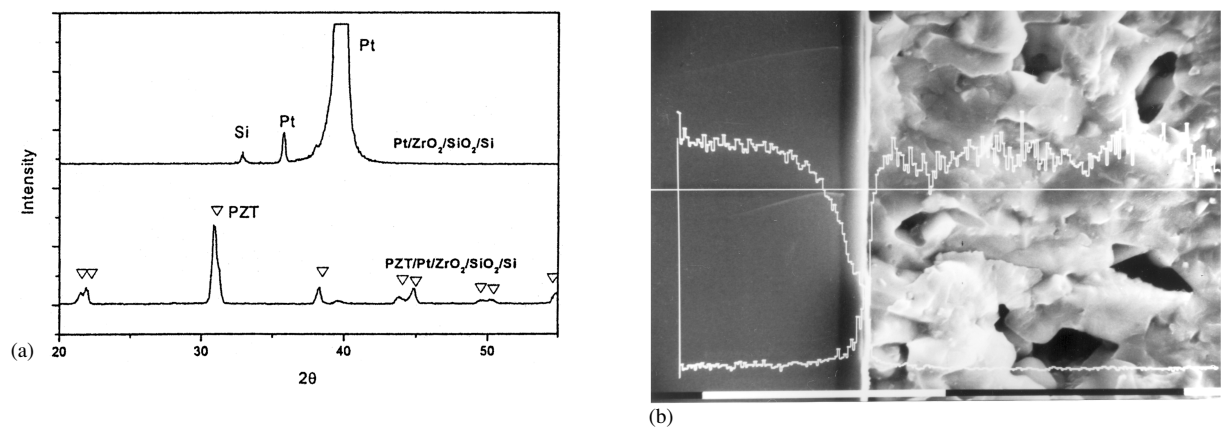 Pt
Si
Pt
Pt/ZrO2/SiO2/Si
Intensity
PZT
PZT/Pt/ZrO2/SiO2/Si
20
30
40
50
2θ
(a)
(b)